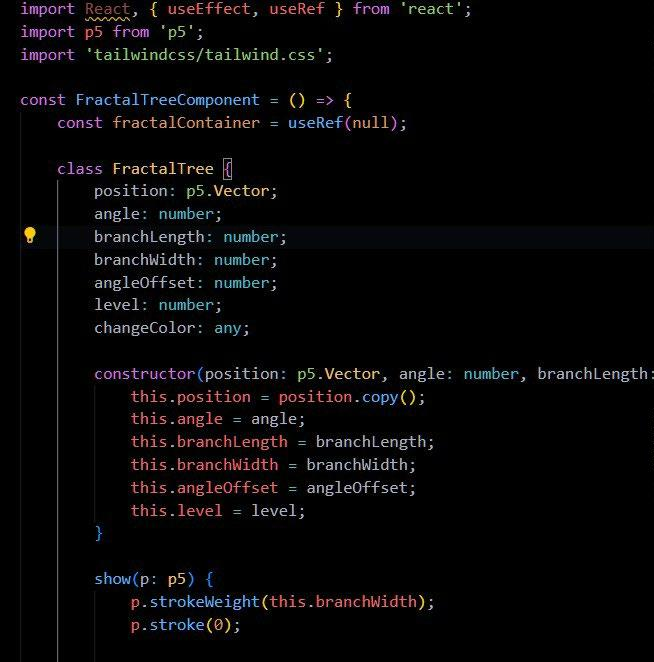 import React, { useEffect, useRef } from 'react';
import p5 from 'p5';
import 'tailwindcss/tailwind.css';
const FractalTreeComponent = () => {
const fractalContainer = useRef(null);
class FractalTree {
position: p5.Vector;
angle: number;
branchLength: number;
branchWidth: number;
angleOffset: number;
level: number;
changeColor: any;
constructor(position: p5.Vector, angle: number, branchLength:
this.position = position.copy();
this.angle = angle;
this.branchLength = branchLength;
this.branchWidth = branchWidth;
this.angleOffset = angleOffset;
this.level = level;
}
show(p: p5) {
p.strokeWeight(this.branchWidth);
p.stroke(0);